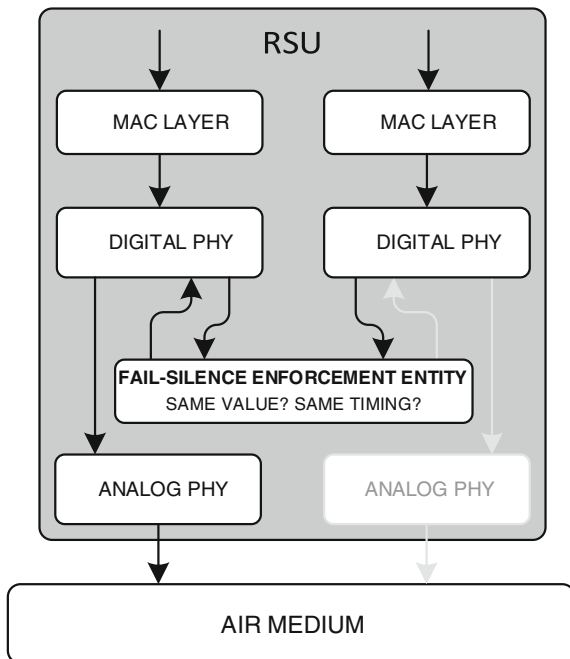 RSU
MAC LAYER
MAC LAYER
DIGITAL PHY
DIGITAL PHY
FAIL-SILENCE ENFORCEMENT ENTITY
SAME VALUE? SAME TIMING?
ANALOG PHY
ANALOG PHY
AIR MEDIUM